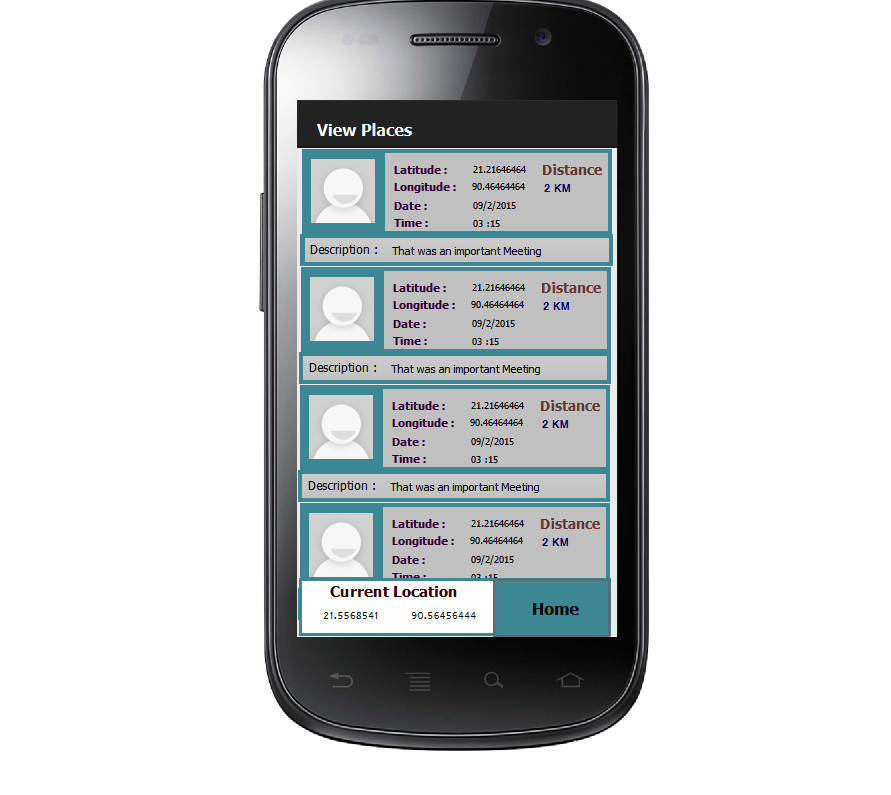 View Places
Latitude : 21.21646464 Distance
Longitude : 90.46464464 2 KM
Date : 09/2/2015
Time : 03 :15
Description : That was an important Meeting
Latitude : 21.21646464 Distance
Longitude : 90.46464464 2 KM
Date : 09/2/2015
Time : 03 :15
Description : That was an important Meeting
Latitude : 21.21646464 Distance
Longitude : 90.46464464 2 KM
Date : 09/2/2015
Time : 03 :15
Description : That was an important Meeting
Latitude : 21.21646464 Distance
Longitude : 90.46464464 2 KM
Date : 09/2/2015
Time : 03 :15
Current Location
21.5568541 90.56456444 Home